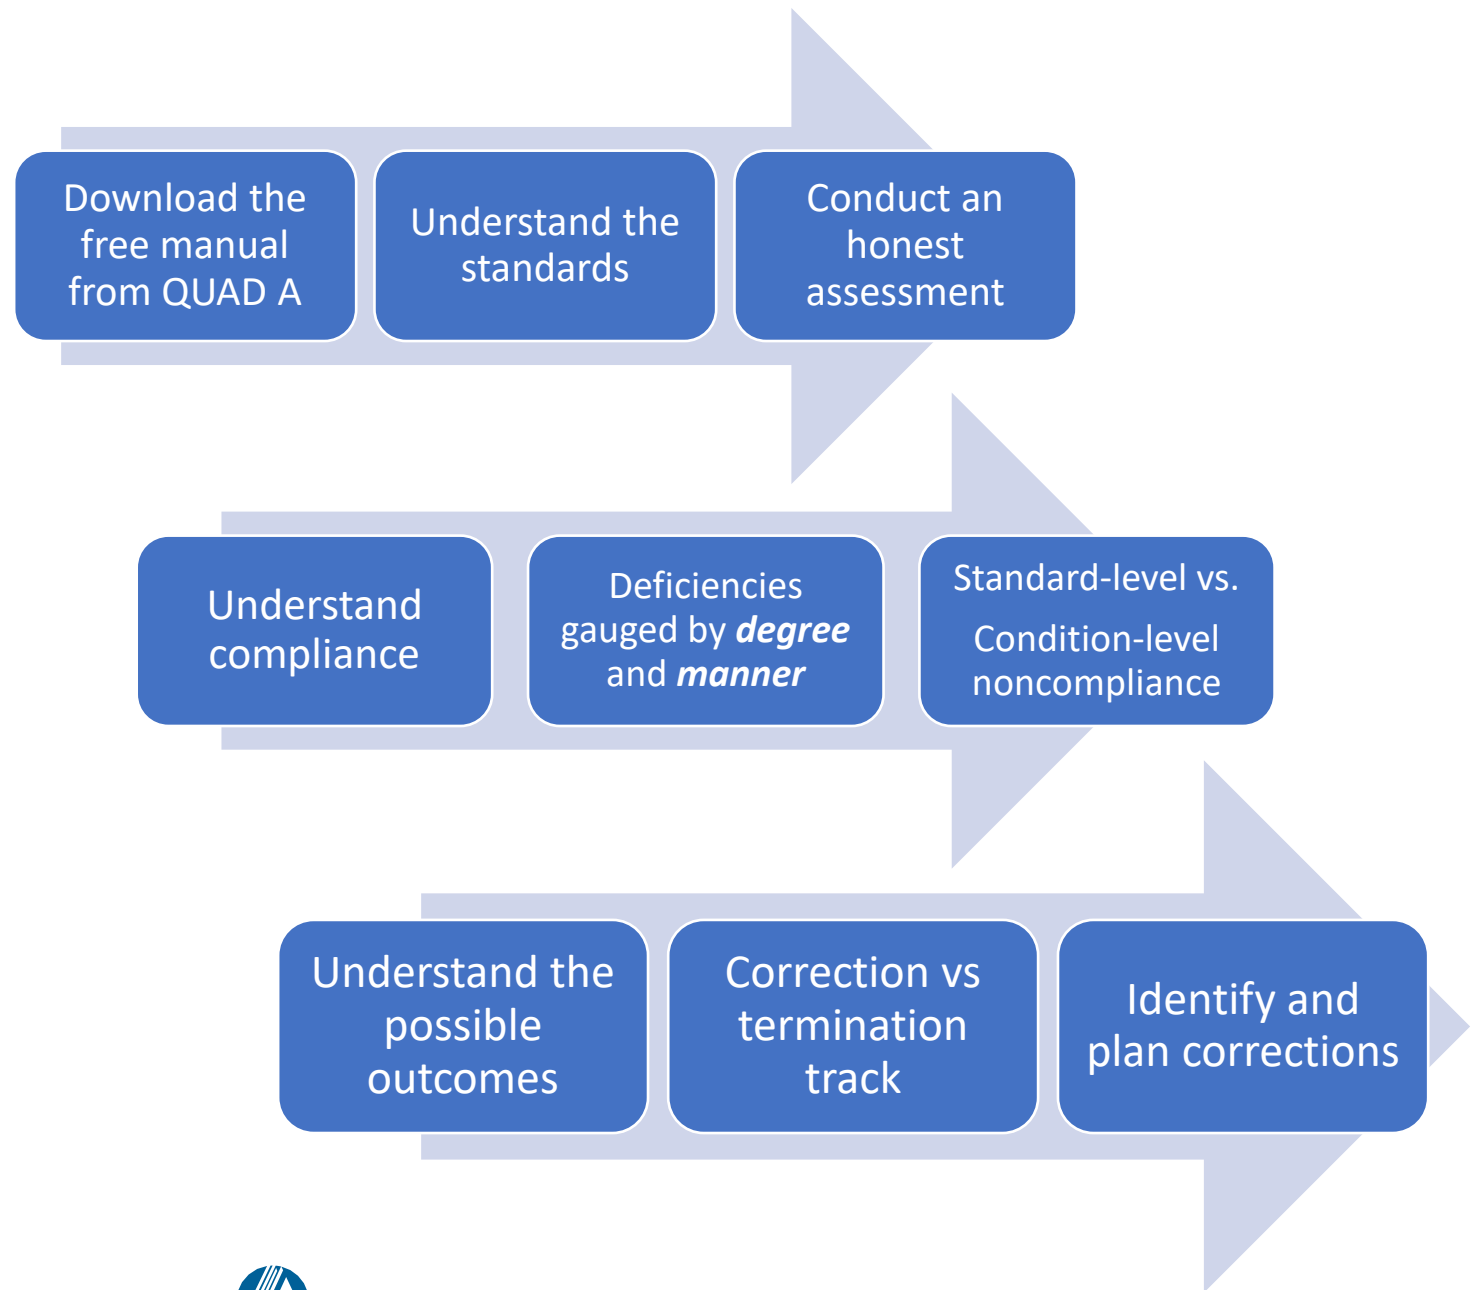 Download the
free manual
from QUAD A
Understand the
standards
Conduct an
honest
assessment
Understand
compliance
Deficiencies
gauged by degree
and manner
Standard-level vs.
Condition-level
noncompliance
Understand the
possible
outcomes
Correction vs
termination
track
Identify and
plan corrections